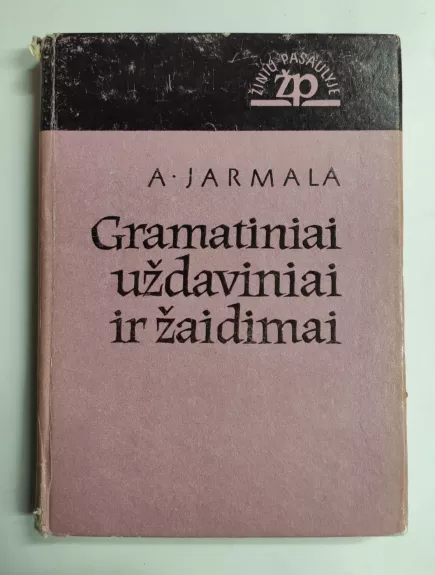 ŽINIŲ PASAULYJE
žp
A. JARMALA
Gramatiniai
uždaviniai
ir žaidimai